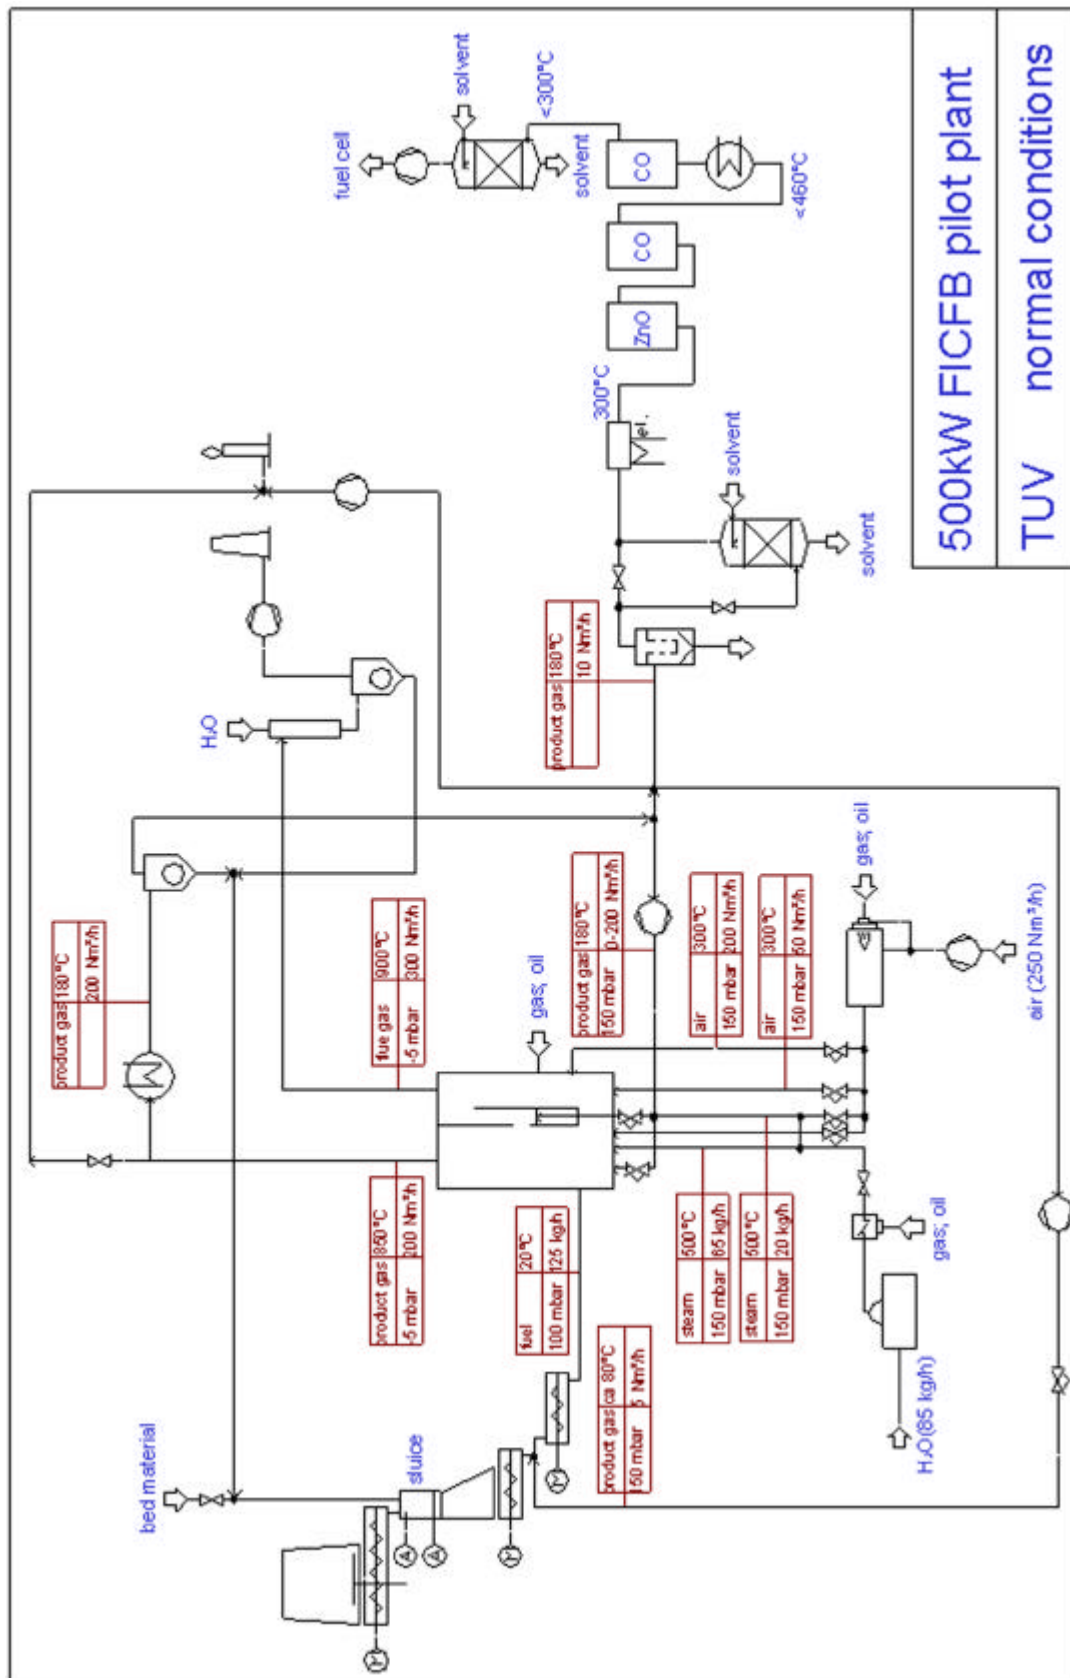 500kW FICFB pilot plant
TUV normal conditions
bed material
sluice
product gas 180°C
200 Nm³/h
product gas 850°C
-5 mbar 200 Nm³/h
flue gas 900°C
-5 mbar 300 Nm³/h
fuel 20°C
100 mbar 125 kg/h
product gas ca 80°C
150 mbar 5 Nm³/h
gas; oil
H₂O
product gas 180°C
150 mbar 0-200 Nm³/h
product gas 180°C
10 Nm³/h
air 300°C
150 mbar 200 Nm³/h
air 300°C
150 mbar 50 Nm³/h
steam 500°C
150 mbar 65 kg/h
steam 500°C
150 mbar 20 kg/h
H₂O(85 kg/h)
gas; oil
gas; oil
air (250 Nm³/h)
solvent
solvent
300°C
el.
ZnO
CO
CO
<460°C
<300°C
solvent
solvent
fuel cell
M
A
A
M
M